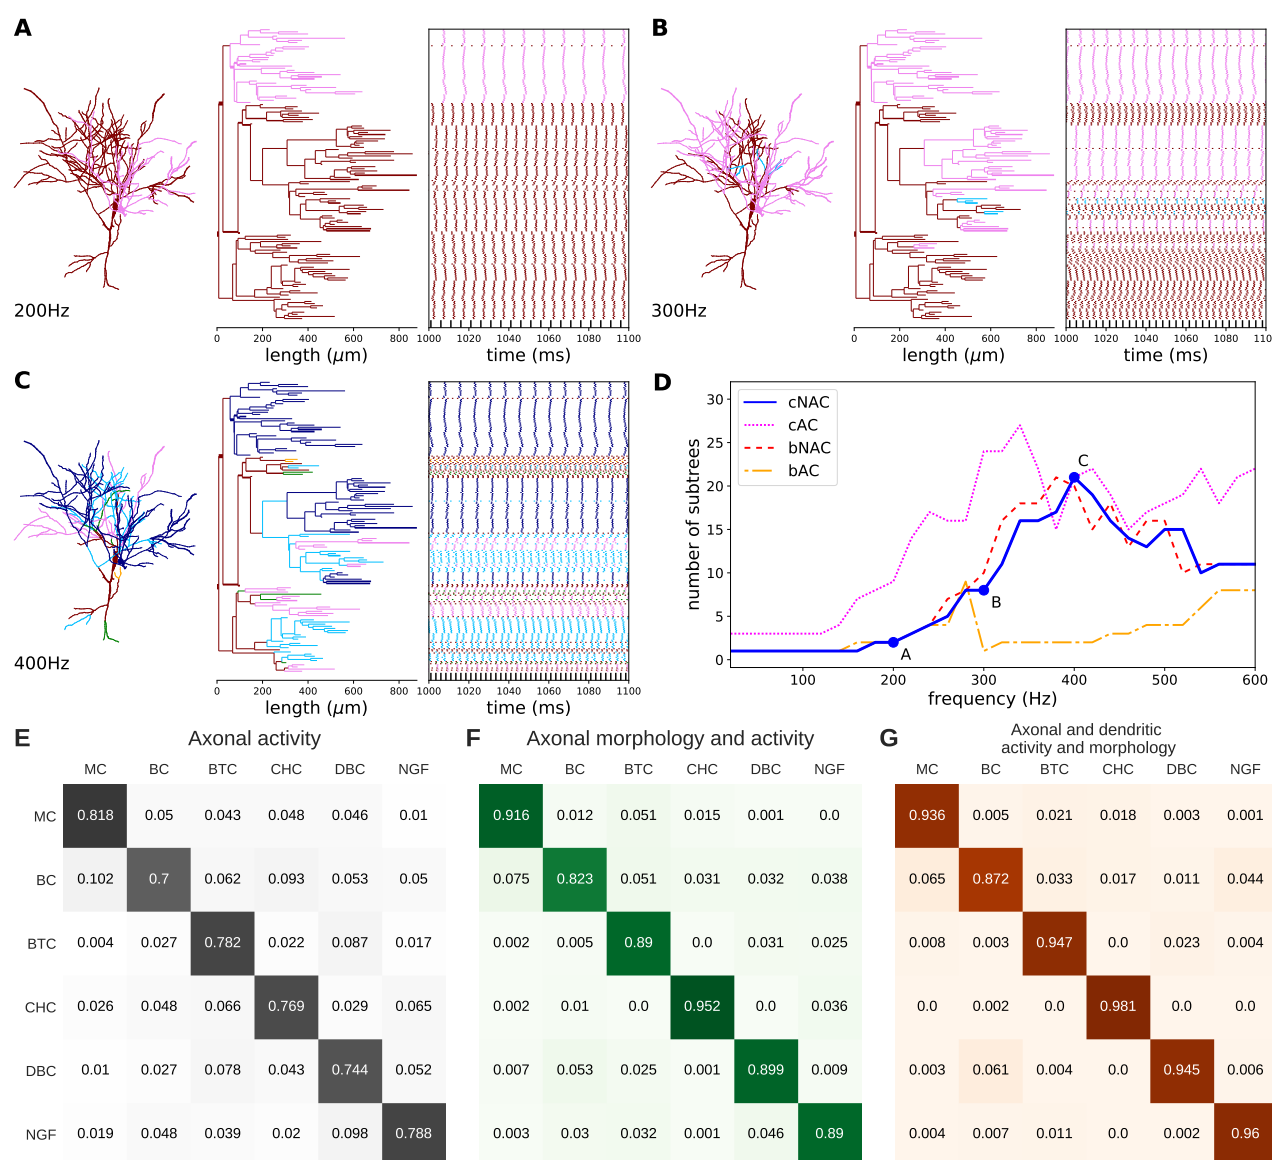 A
B
200Hz
0 200 400 600 800
length (μm)
1000 1020 1040 1060 1080 1100
time (ms)
300Hz
0 200 400 600 800
length (μm)
1000 1020 1040 1060 1080 1100
time (ms)
C
400Hz
0 200 400 600 800
length (μm)
1000 1020 1040 1060 1080 1100
time (ms)
D
number of subtrees
30
25
20
15
10
5
0
cNAC
cAC
bNAC
bAC
A
B
C
100 200 300 400 500 600
frequency (Hz)
E Axonal activity
MC BC BTC CHC DBC NGF
MC 0.818 0.05 0.043 0.048 0.046 0.01
BC 0.102 0.7 0.062 0.093 0.053 0.05
BTC 0.004 0.027 0.782 0.022 0.087 0.017
CHC 0.026 0.048 0.066 0.769 0.029 0.065
DBC 0.01 0.027 0.078 0.043 0.744 0.052
NGF 0.019 0.048 0.039 0.02 0.098 0.788
F Axonal morphology and activity
MC BC BTC CHC DBC NGF
0.916 0.012 0.051 0.015 0.001 0.0
0.075 0.823 0.051 0.031 0.032 0.038
0.002 0.005 0.89 0.0 0.031 0.025
0.002 0.01 0.0 0.952 0.0 0.036
0.007 0.053 0.025 0.001 0.899 0.009
0.003 0.03 0.032 0.001 0.046 0.89
G Axonal and dendritic
activity and morphology
MC BC BTC CHC DBC NGF
0.936 0.005 0.021 0.018 0.003 0.001
0.065 0.872 0.033 0.017 0.011 0.044
0.008 0.003 0.947 0.0 0.023 0.004
0.0 0.002 0.0 0.981 0.0 0.0
0.003 0.061 0.004 0.0 0.945 0.006
0.004 0.007 0.011 0.0 0.002 0.96